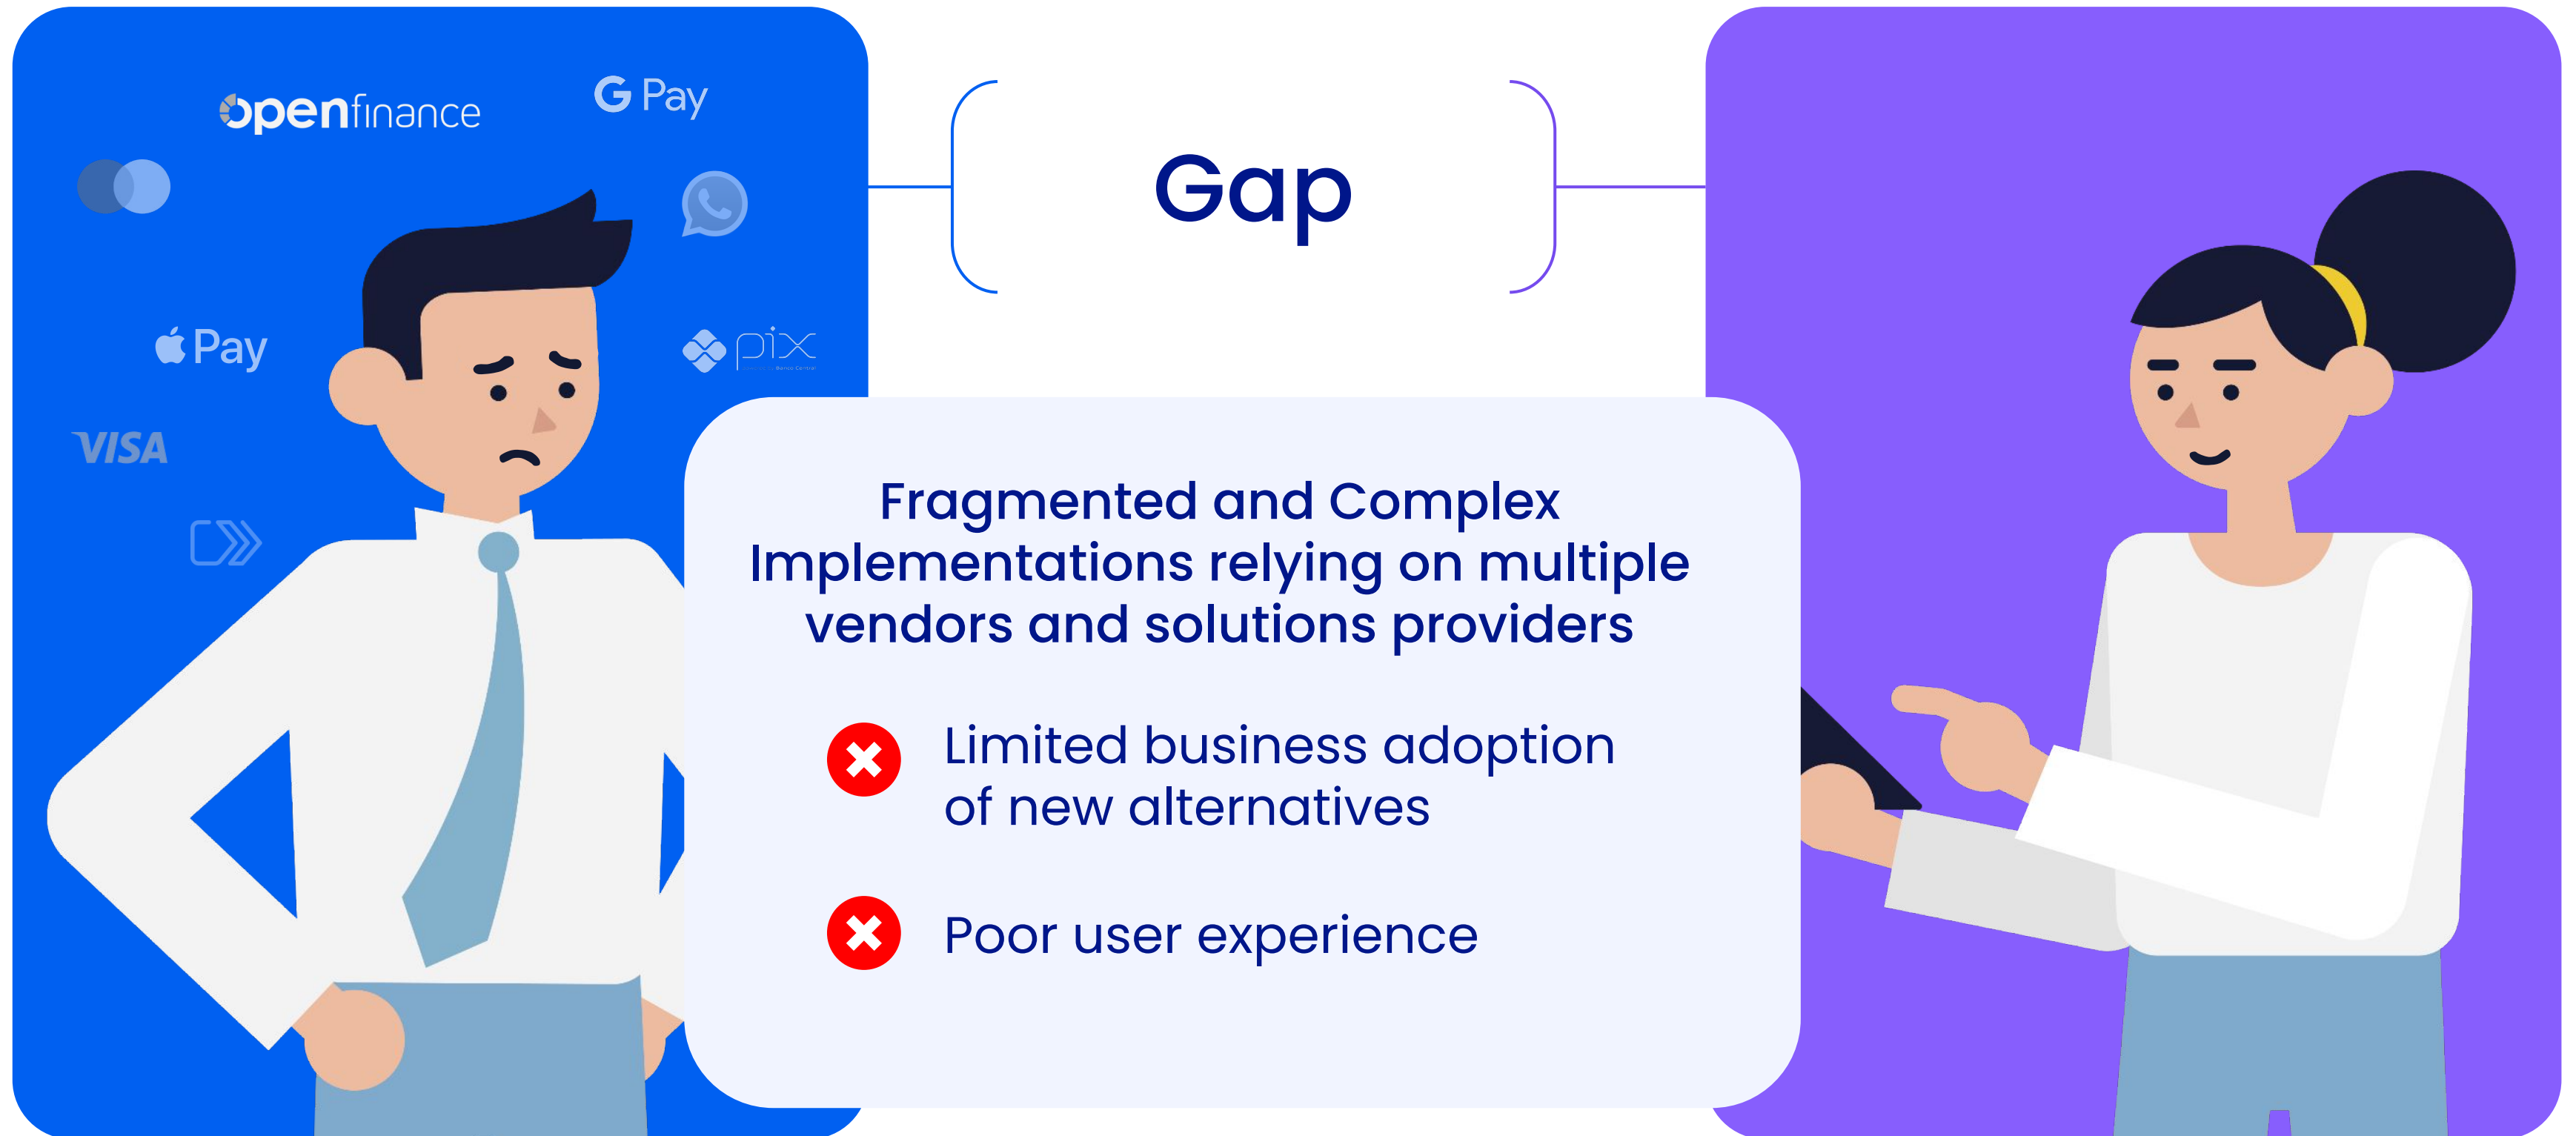 openfinance
G Pay
Pay
pix
VISA
Gap
Fragmented and Complex
Implementations relying on multiple
vendors and solutions providers
Limited business adoption
of new alternatives
Poor user experience